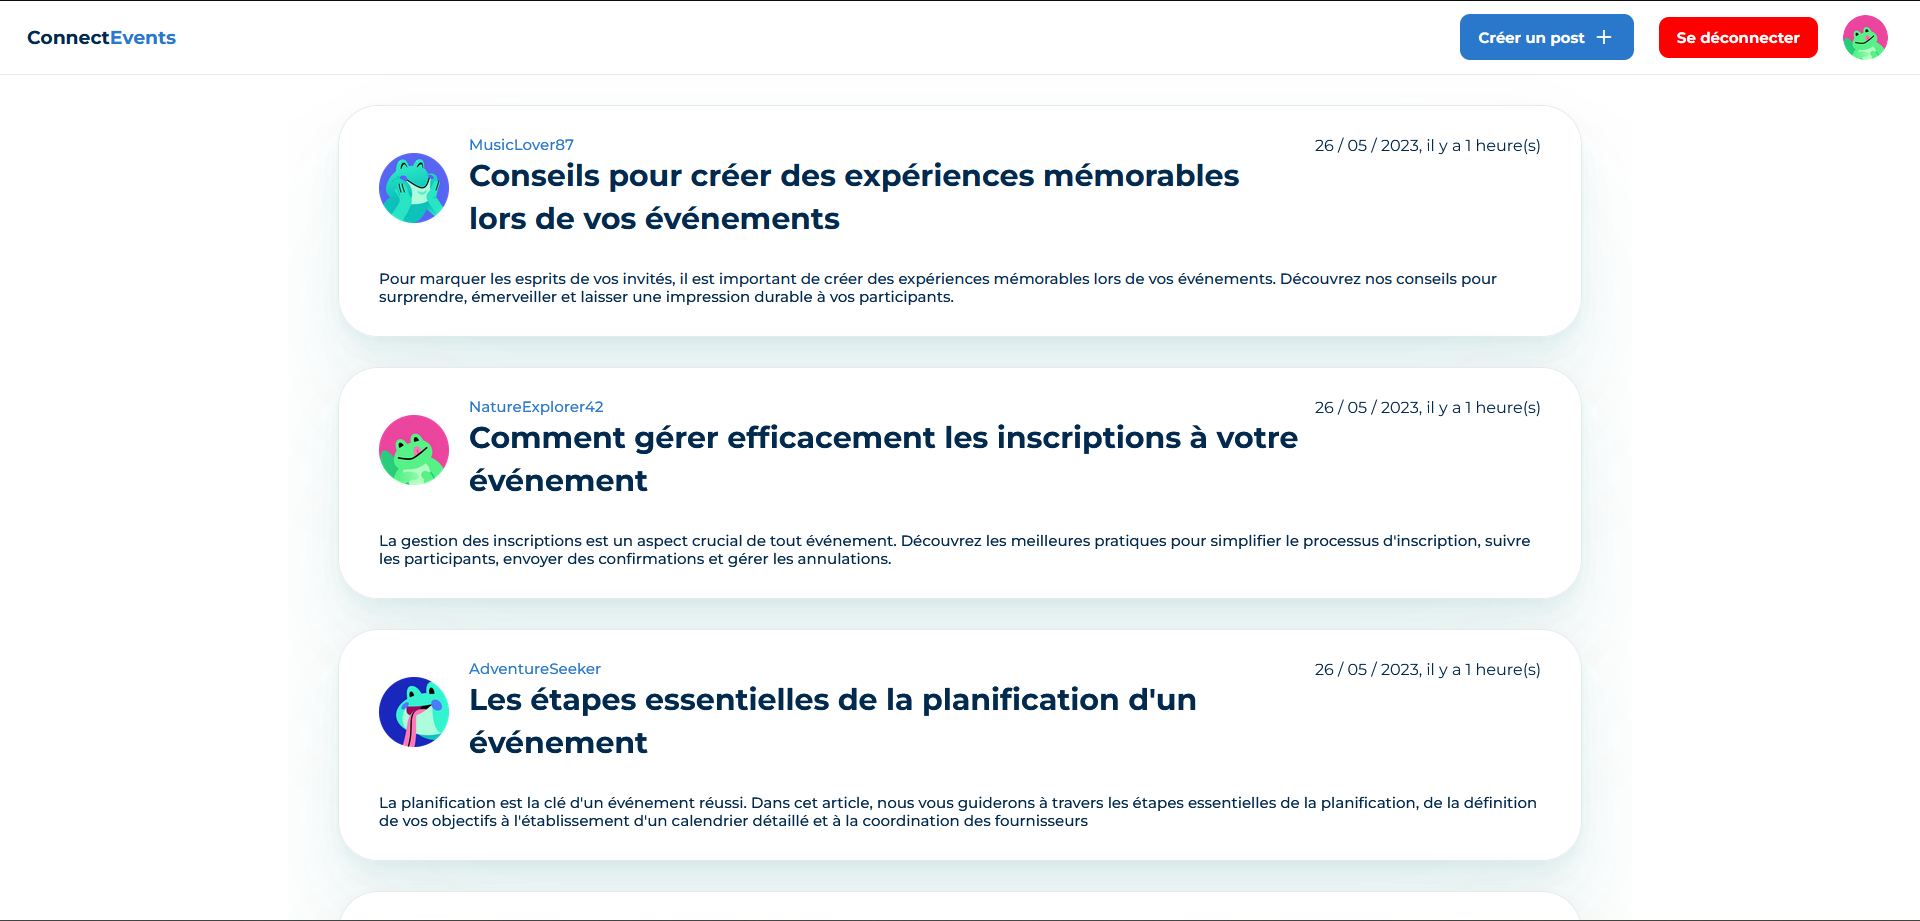 ConnectEvents
Créer un post +
Se déconnecter
MusicLover87
26 / 05 / 2023, il y a 1 heure(s)
Conseils pour créer des expériences mémorables
lors de vos événements
Pour marquer les esprits de vos invités, il est important de créer des expériences mémorables lors de vos événements. Découvrez nos conseils pour
surprendre, émerveiller et laisser une impression durable à vos participants.
NatureExplorer42
26 / 05 / 2023, il y a 1 heure(s)
Comment gérer efficacement les inscriptions à votre
événement
La gestion des inscriptions est un aspect crucial de tout événement. Découvrez les meilleures pratiques pour simplifier le processus d'inscription, suivre
les participants, envoyer des confirmations et gérer les annulations.
AdventureSeeker
26 / 05 / 2023, il y a 1 heure(s)
Les étapes essentielles de la planification d'un
événement
La planification est la clé d'un événement réussi. Dans cet article, nous vous guiderons à travers les étapes essentielles de la planification, de la définition
de vos objectifs à l'établissement d'un calendrier détaillé et à la coordination des fournisseurs